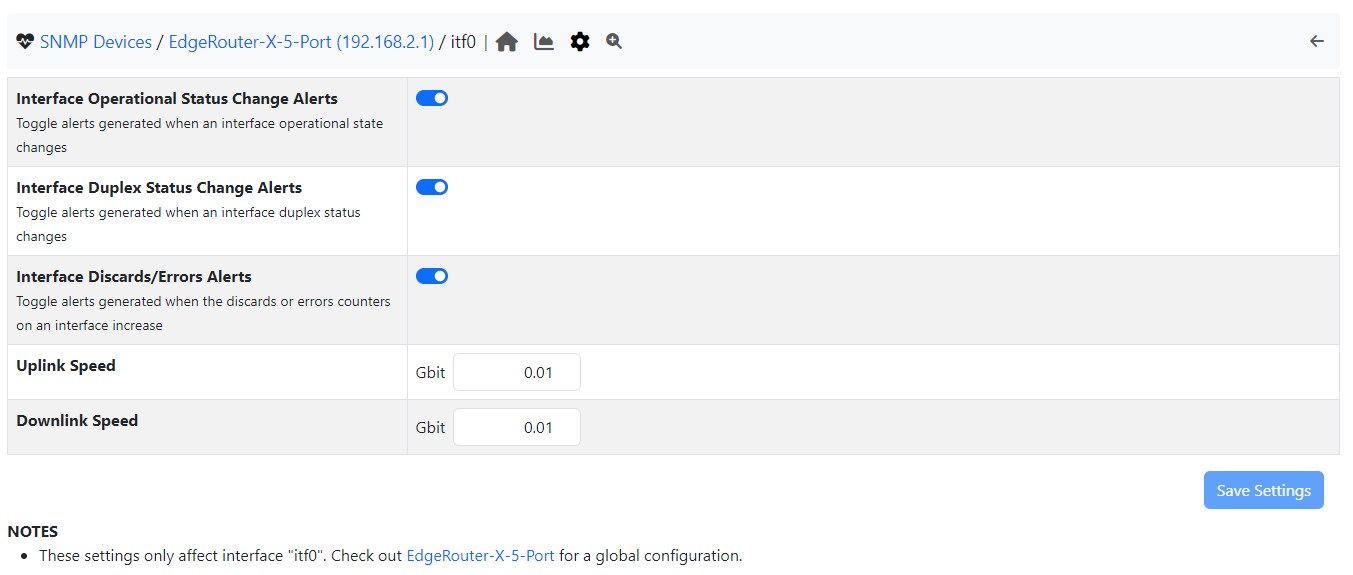 SNMP Devices / EdgeRouter-X-5-Port (192.168.2.1) / itf0 |
Interface Operational Status Change Alerts
Toggle alerts generated when an interface operational state
changes
Interface Duplex Status Change Alerts
Toggle alerts generated when an interface duplex status
changes
Interface Discards/Errors Alerts
Toggle alerts generated when the discards or errors counters
on an interface increase
Uplink Speed
Gbit 0.01
Downlink Speed
Gbit 0.01
Save Settings
NOTES
• These settings only affect interface "itf0". Check out EdgeRouter-X-5-Port for a global configuration.